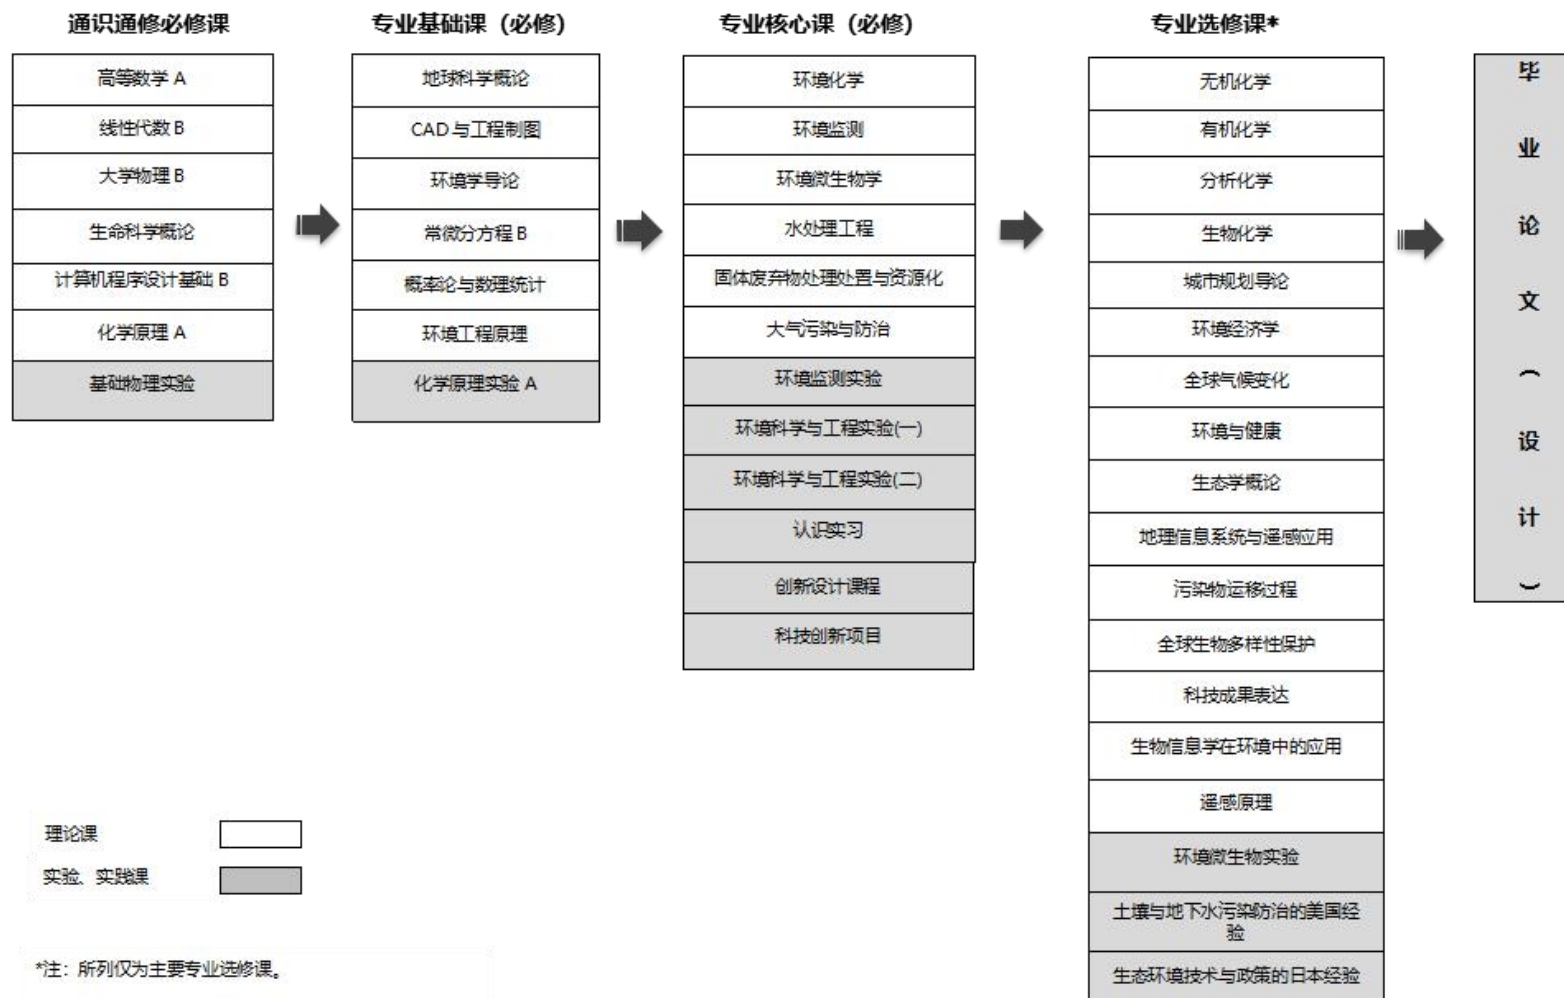 通识通修必修课
高等数学 A
线性代数 B
大学物理 B
生命科学概论
计算机程序设计基础 B
化学原理 A
基础物理实验
专业基础课（必修）
地球科学概论
CAD 与工程制图
环境学导论
常微分方程 B
概率论与数理统计
环境工程原理
化学原理实验 A
专业核心课（必修）
环境化学
环境监测
环境微生物学
水处理工程
固体废弃物处理处置与资源化
大气污染与防治
环境监测实验
环境科学与工程实验(一)
环境科学与工程实验(二)
认识实习
创新设计课程
科技创新项目
专业选修课*
无机化学
有机化学
分析化学
生物化学
城市规划导论
环境经济学
全球气候变化
环境与健康
生态学概论
地理信息系统与遥感应用
污染物运移过程
全球生物多样性保护
科技成果表达
生物信息学在环境中的应用
遥感原理
环境微生物实验
土壤与地下水污染防治的美国经
验
生态环境技术与政策的日本经验
毕业论文（设计）
理论课
实验、实践课
*注：所列仅为主要专业选修课。